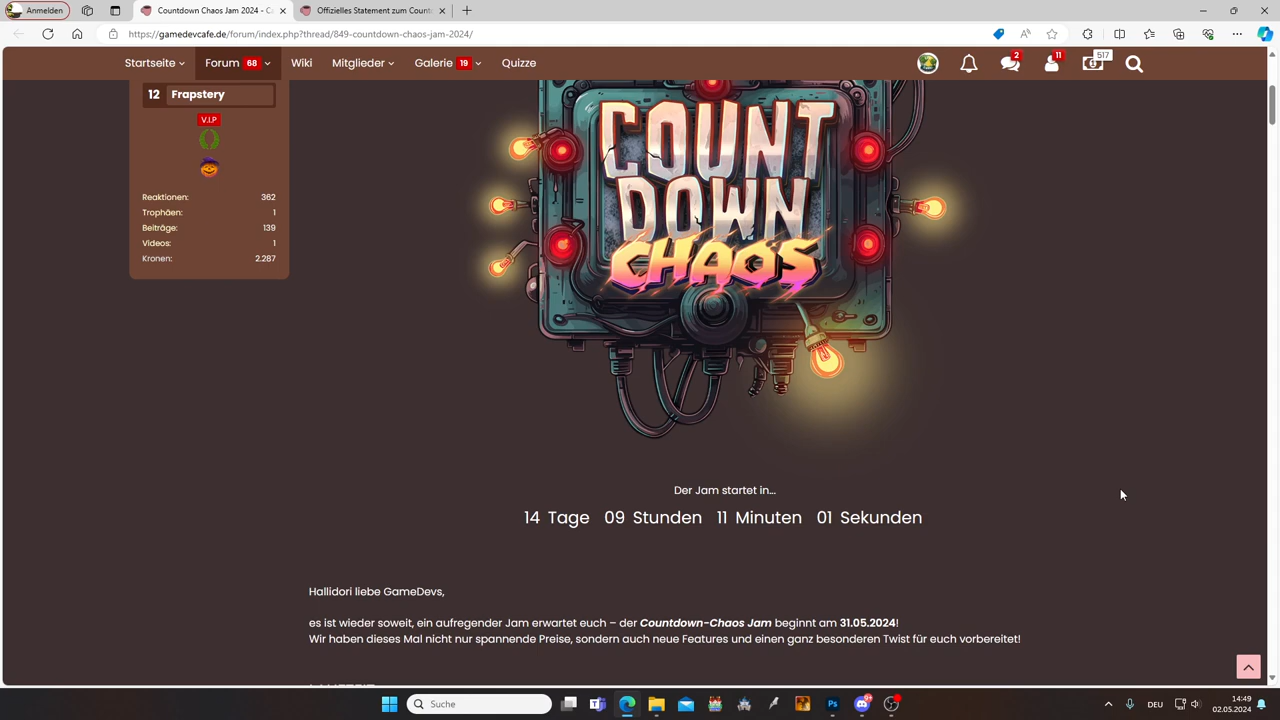 Anmelden
Countdown Chaos Jam 2024 - C
Offizielles Statement zum Count
https://gamedevcafe.de/forum/index.php?thread/849-countdown-chaos-jam-2024/
Startseite Forum 68 Wiki Mitglieder Galerie 19 Quizze 2 11 517
12 Frapstery
V.I.P
Reaktionen: 362
Trophäen: 1
Beiträge: 139
Videos: 1
Kronen: 2.287
COUNT
DOWN
CHAOS
Der Jam startet in...
14 Tage 09 Stunden 11 Minuten 01 Sekunden
Hallidori liebe GameDevs,
es ist wieder soweit, ein aufregender Jam erwartet euch – der Countdown-Chaos Jam beginnt am 31.05.2024!
Wir haben dieses Mal nicht nur spannende Preise, sondern auch neue Features und einen ganz besonderen Twist für euch vorbereitet!
Suche
DEU
14:49
02.05.2024